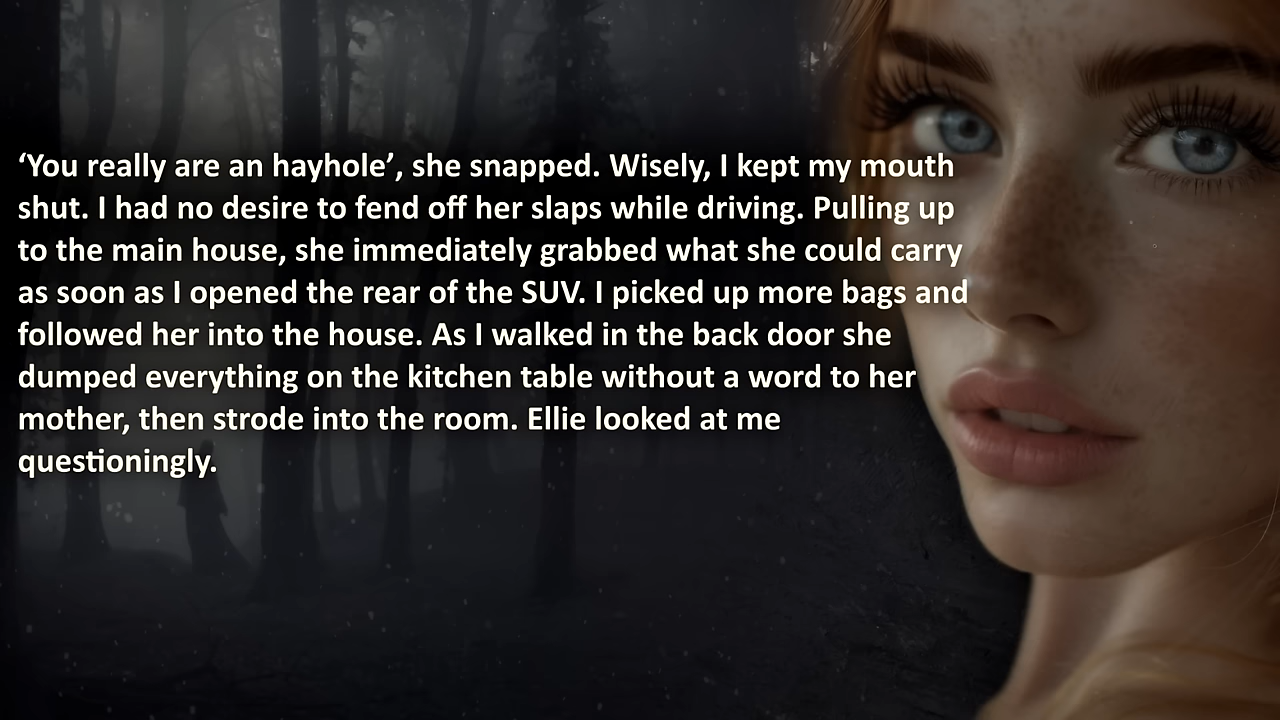 ‘You really are an hayhole’, she snapped. Wisely, I kept my mouth
shut. I had no desire to fend off her slaps while driving. Pulling up
to the main house, she immediately grabbed what she could carry
as soon as I opened the rear of the SUV. I picked up more bags and
followed her into the house. As I walked in the back door she
dumped everything on the kitchen table without a word to her
mother, then strode into the room. Ellie looked at me
questioningly.